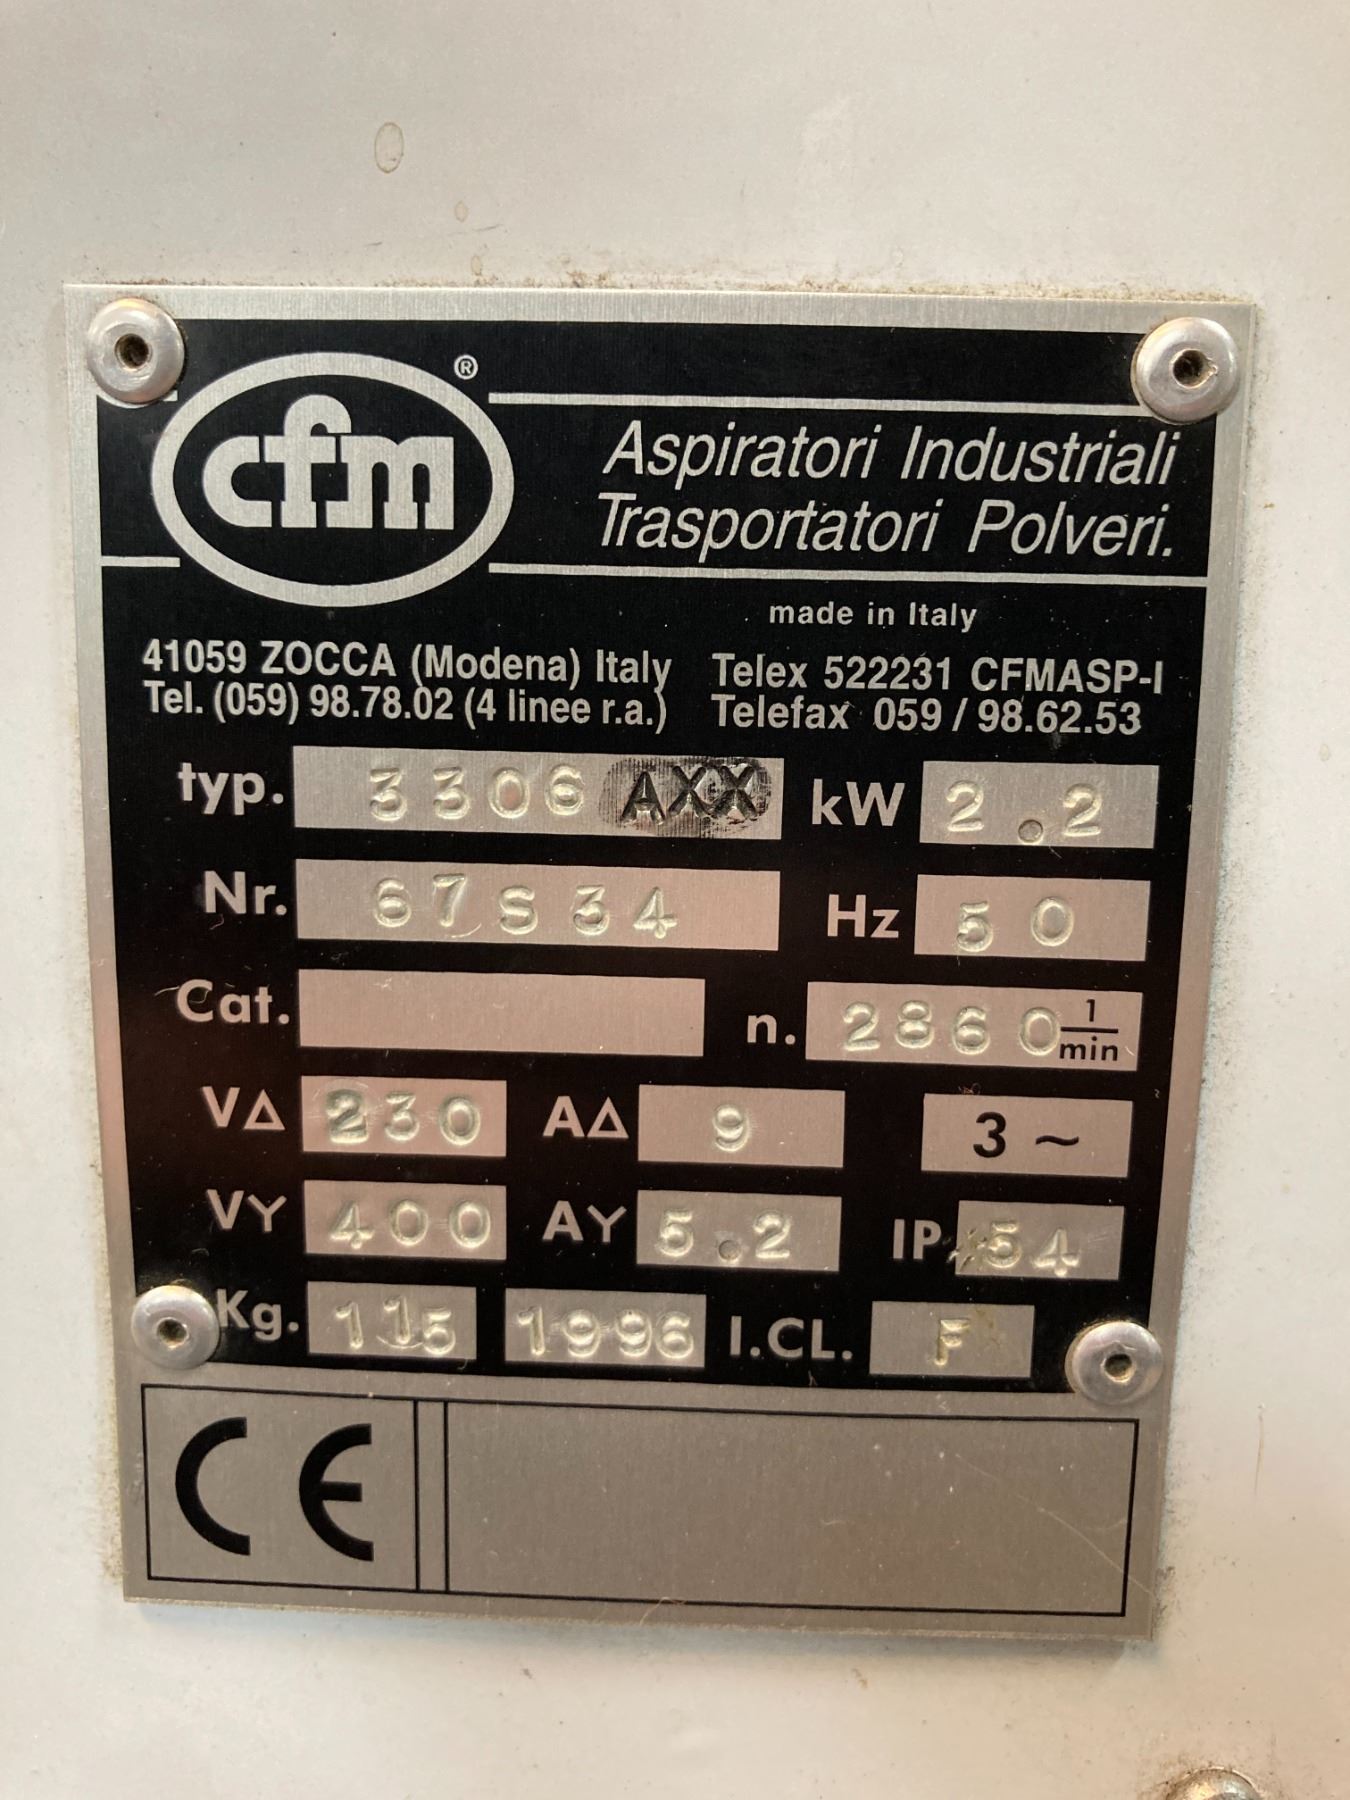 cfm®
Aspiratori Industriali
Trasportatori Polveri.
made in Italy
41059 ZOCCA (Modena) Italy Telex 522231 CFMASP-I
Tel. (059) 98.78.02 (4 linee r.a.) Telefax 059 / 98.62.53
typ. 3306 AXX kW 2.2
Nr. 67S34 Hz 50
Cat. n. 2860 1/min
V∆ 230 A∆ 9 3 ~
VY 400 AY 5.2 IP 54
Kg. 115 1996 I.CL. F
CE